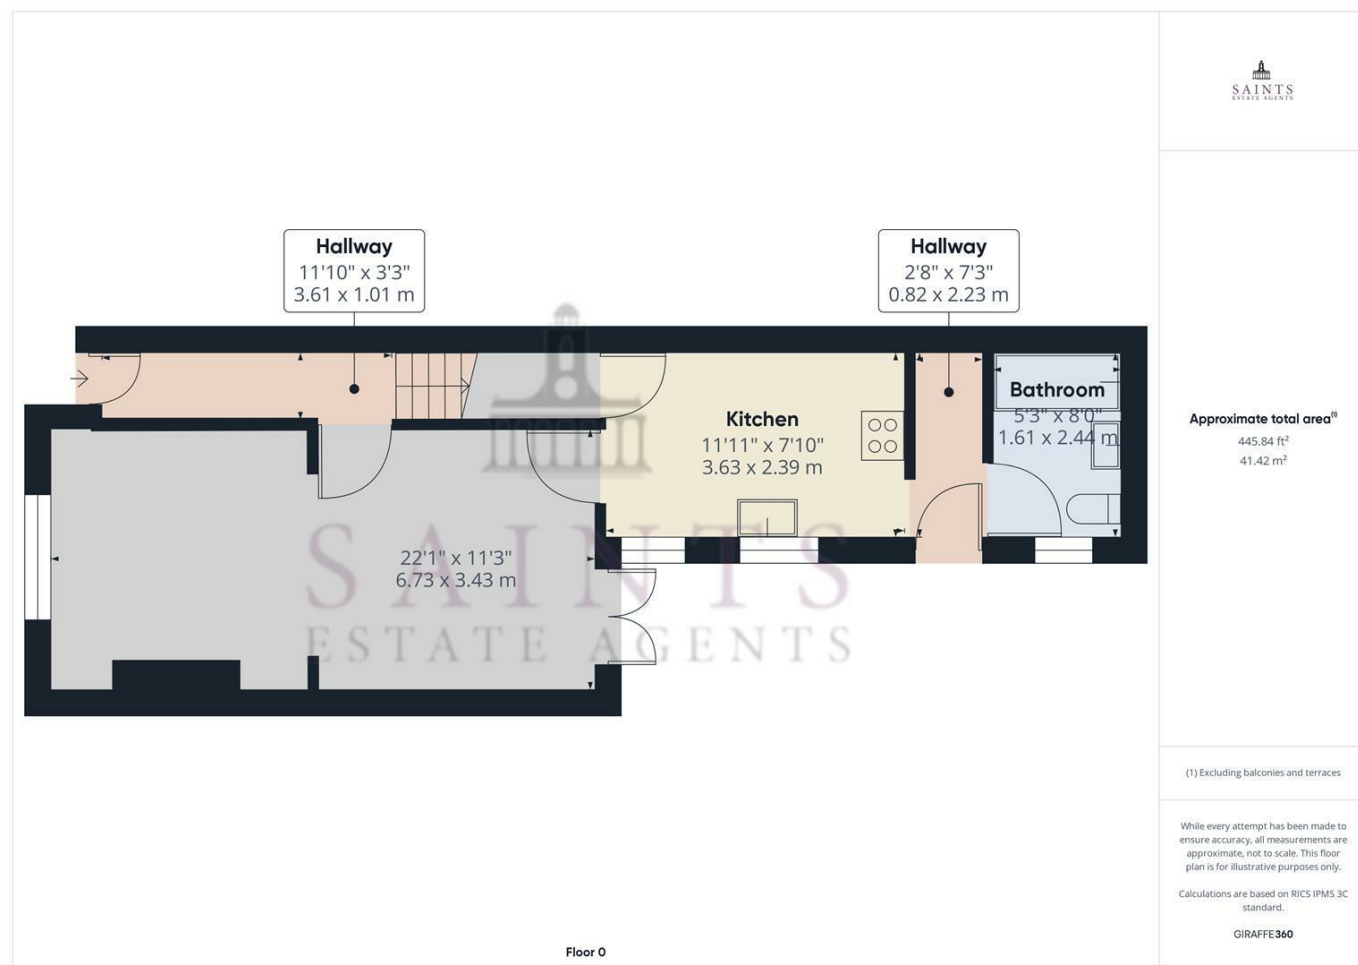 Hallway
11'10" x 3'3"
3.61 x 1.01 m
Hallway
2'8" x 7'3"
0.82 x 2.23 m
Kitchen
11'11" x 7'10"
3.63 x 2.39 m
Bathroom
5'3" x 8'0"
1.61 x 2.44 m
22'1" x 11'3"
6.73 x 3.43 m
SAINTS
ESTATE AGENTS
Floor 0
SAINTS
ESTATE AGENTS
Approximate total area(1)
445.84 ft²
41.42 m²
(1) Excluding balconies and terraces
While every attempt has been made to
ensure accuracy, all measurements are
approximate, not to scale. This floor
plan is for illustrative purposes only.
Calculations are based on RICS IPMS 3C
standard.
GIRAFFE360